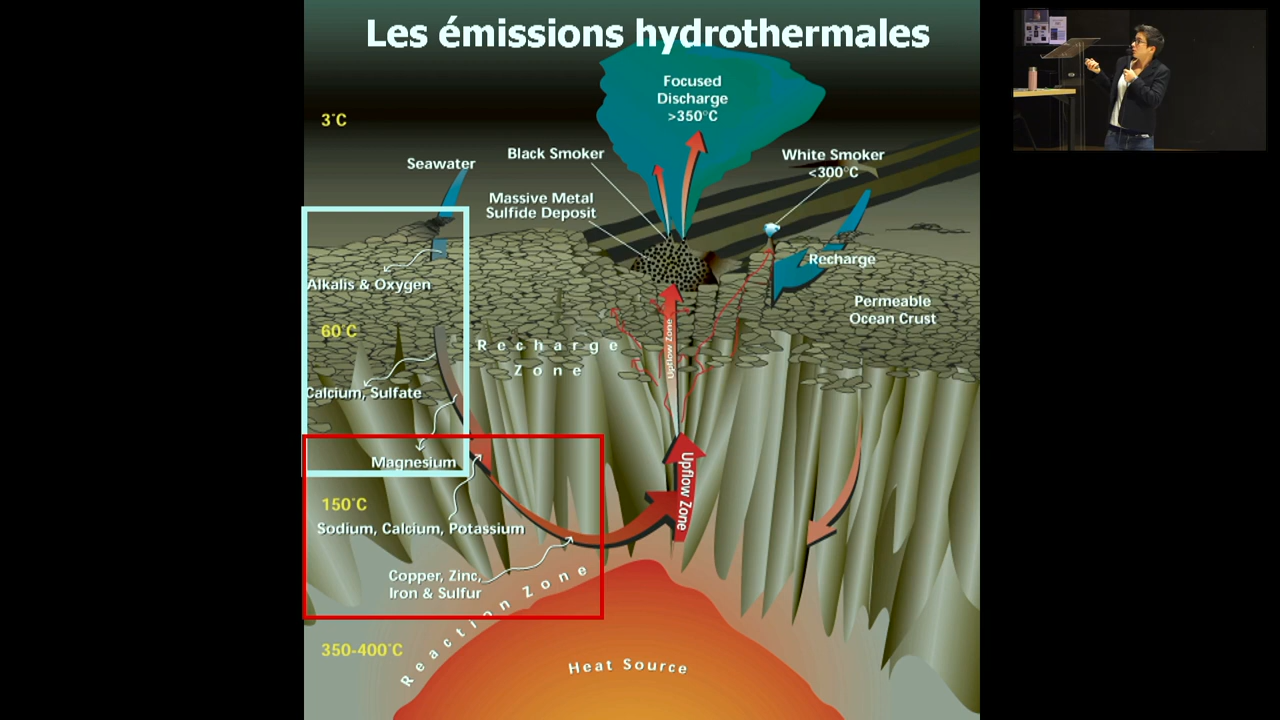 Les émissions hydrothermales
Focused
Discharge
>350°C
3°C
Seawater
Black Smoker
White Smoker
<300°C
Massive Metal
Sulfide Deposit
Recharge
Alkalis & Oxygen
Permeable
Ocean Crust
60°C
Recharge
Zone
Upflow Zone
Calcium, Sulfate
Magnesium
Upflow Zone
150°C
Sodium, Calcium, Potassium
Copper, Zinc,
Iron & Sulfur
Reaction Zone
350-400°C
Heat Source